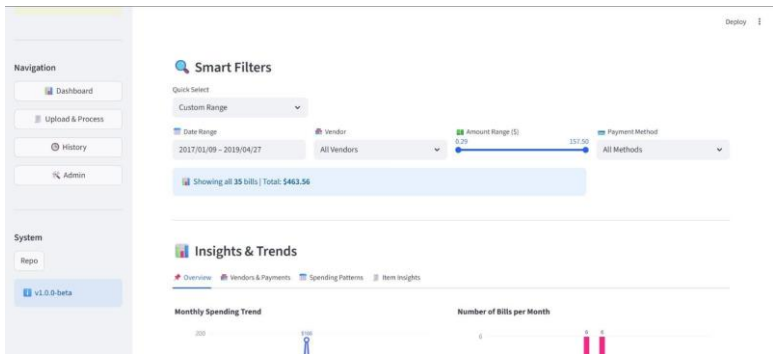 Deploy
Navigation
Dashboard
Upload & Process
History
Admin
System
Repo
v1.0.0-beta
Smart Filters
Quick Select
Custom Range
Date Range
Vendor
Amount Range ($)
Payment Method
2017/01/09 – 2019/04/27
All Vendors
0.29
157.50
All Methods
Showing all 35 bills | Total: $463.56
Insights & Trends
Overview
Vendors & Payments
Spending Patterns
Item Insights
Monthly Spending Trend
Number of Bills per Month
200
6
6 6